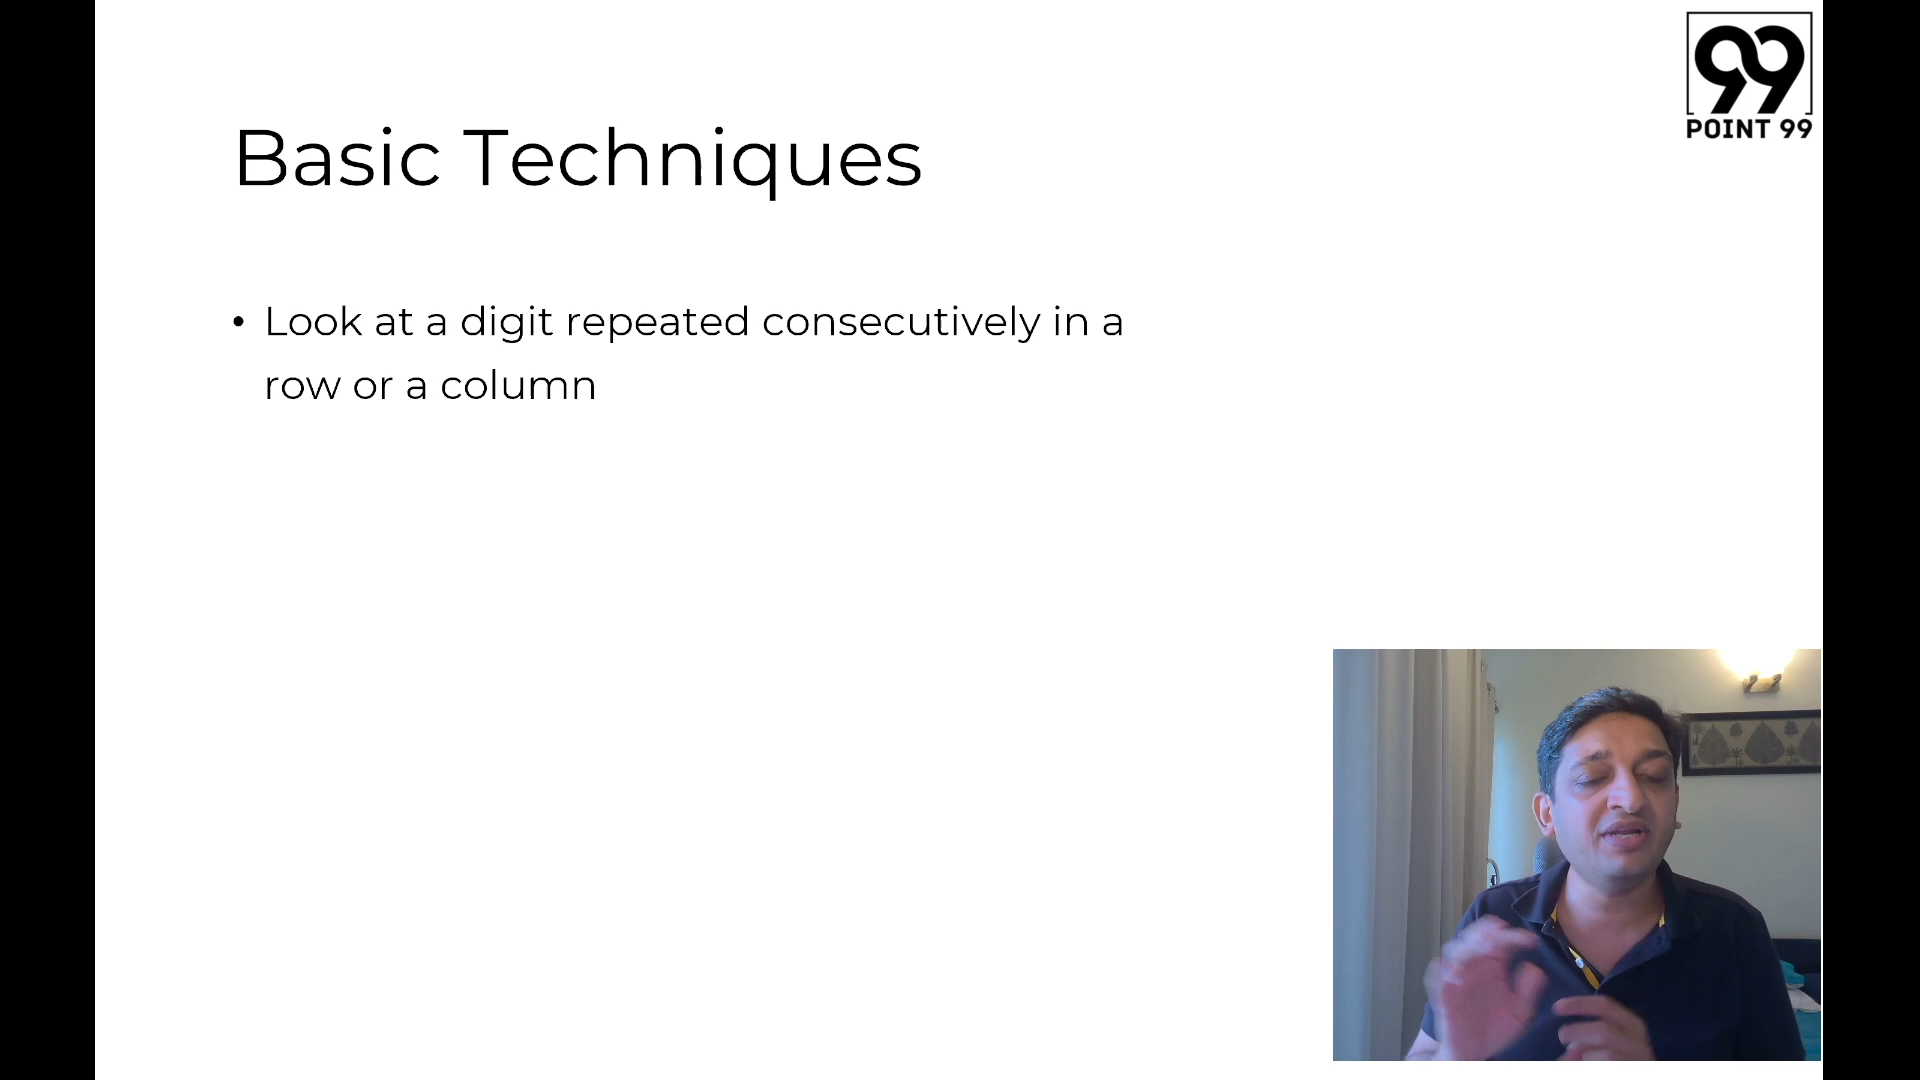 99
POINT 99
Basic Techniques
• Look at a digit repeated consecutively in a
row or a column